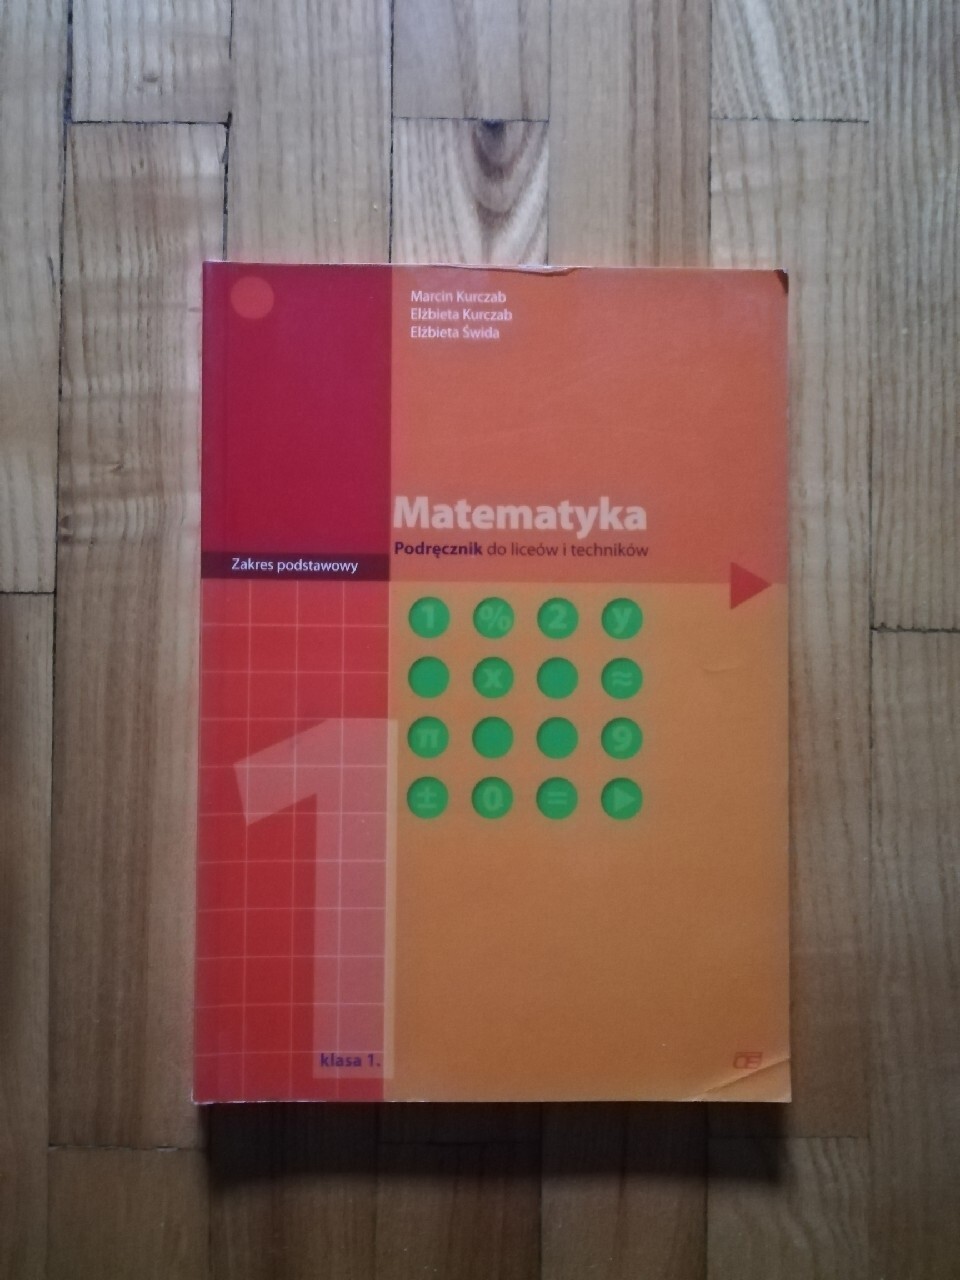 Marcin Kurczab
Elżbieta Kurczab
Elżbieta Świda
Matematyka
Podręcznik do liceów i techników
Zakres podstawowy
1 % 2 y
x ≈
π 9
± 0 =
1
klasa 1.